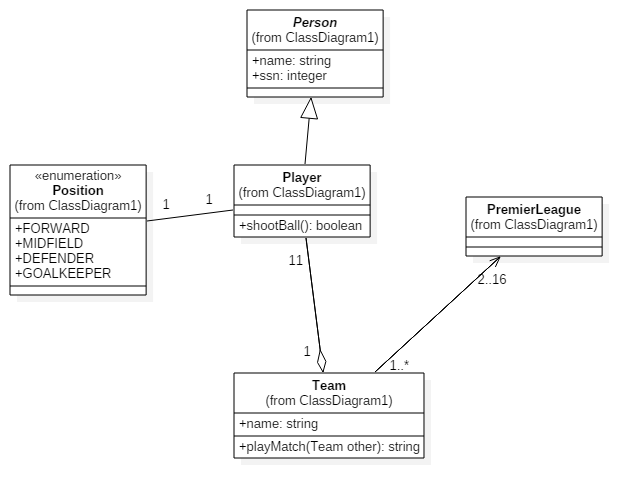 Person
(from ClassDiagram1)
+name: string
+ssn: integer
«enumeration»
Position
(from ClassDiagram1)
+FORWARD
+MIDFIELD
+DEFENDER
+GOALKEEPER
1
1
Player
(from ClassDiagram1)
+shootBall(): boolean
PremierLeague
(from ClassDiagram1)
11
2..16
1
1..*
Team
(from ClassDiagram1)
+name: string
+playMatch(Team other): string